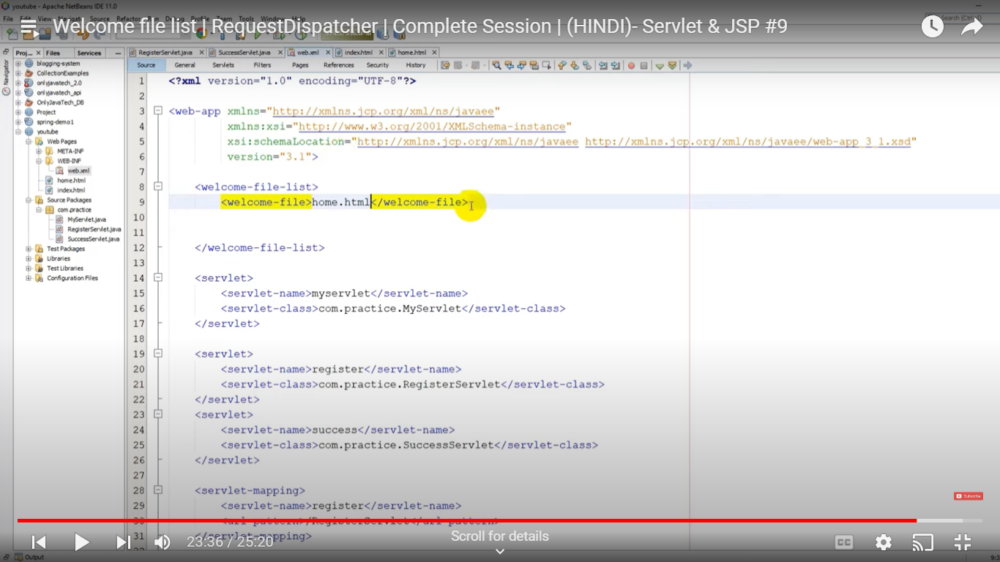 youtube - Apache NetBeans IDE 11.0
File Edit View Navigate Source Refactor Run Debug Profile Team Tools Window Help
Search (Ctrl+I)
Welcome file list | RequestDispatcher | Complete Session | (HINDI)- Servlet & JSP #9
Proj... Files Services
RegisterServlet.java SuccessServlet.java web.xml index.html home.html
Source General Servlets Filters Pages References Security History
Navigator
blogging-system
CollectionExamples
onlyjavatech_2.0
onlyjavatech_api
OnlyJavaTech_DB
Project
spring-demo1
youtube
Web Pages
META-INF
WEB-INF
web.xml
home.html
index.html
Source Packages
com.practice
MyServlet.java
RegisterServlet.java
SuccessServlet.java
Test Packages
Libraries
Test Libraries
Configuration Files
1 <?xml version="1.0" encoding="UTF-8"?>
2
3 <web-app xmlns="http://xmlns.jcp.org/xml/ns/javaee"
4 xmlns:xsi="http://www.w3.org/2001/XMLSchema-instance"
5 xsi:schemaLocation="http://xmlns.jcp.org/xml/ns/javaee http://xmlns.jcp.org/xml/ns/javaee/web-app_3_1.xsd"
6 version="3.1">
7
8 <welcome-file-list>
9 <welcome-file>home.html</welcome-file>
10
11
12 </welcome-file-list>
13
14 <servlet>
15 <servlet-name>myservlet</servlet-name>
16 <servlet-class>com.practice.MyServlet</servlet-class>
17 </servlet>
18
19 <servlet>
20 <servlet-name>register</servlet-name>
21 <servlet-class>com.practice.RegisterServlet</servlet-class>
22 </servlet>
23 <servlet>
24 <servlet-name>success</servlet-name>
25 <servlet-class>com.practice.SuccessServlet</servlet-class>
26 </servlet>
27
28 <servlet-mapping>
29 <servlet-name>register</servlet-name>
30 <url-pattern>/RegisterServlet</url-pattern>
31 </servlet-mapping>
Subscribe
23:36 / 25:20
Scroll for details
CC
Output